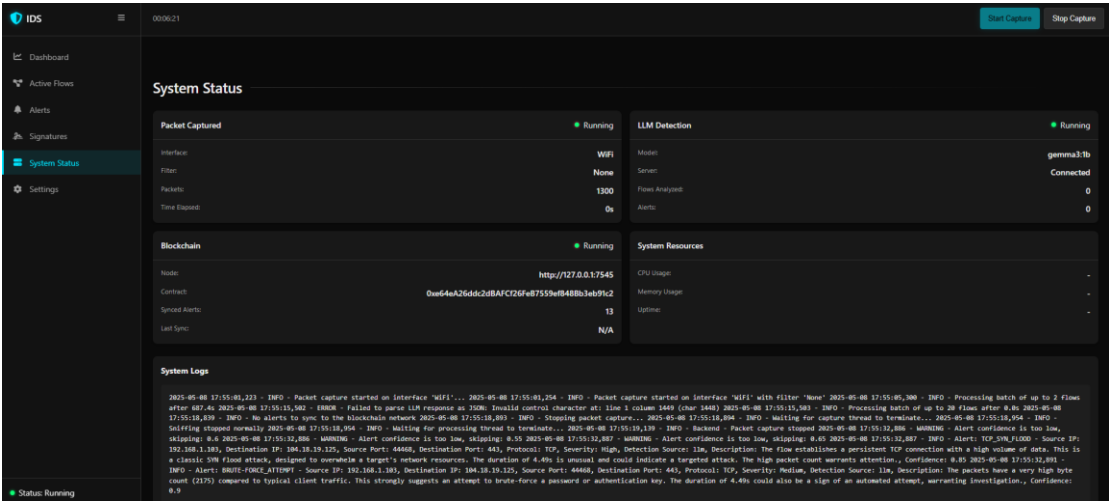 IDS
00:06:21
Start Capture
Stop Capture
Dashboard
Active Flows
Alerts
Signatures
System Status
Settings
Status: Running
System Status
Packet Captured
Running
Interface:
WiFi
Filter:
None
Packets:
1300
Time Elapsed:
0s
LLM Detection
Running
Model:
gemma3:1b
Server:
Connected
Flows Analyzed:
0
Alerts:
0
Blockchain
Running
Node:
http://127.0.0.1:7545
Contract:
0xe64eA26ddc2dBAFCf26Fe87559ef848Bb3eb91c2
Synced Alerts:
13
Last Sync:
N/A
System Resources
CPU Usage:
-
Memory Usage:
-
Uptime:
-
System Logs
2025-05-08 17:55:01,223 - INFO - Packet capture started on interface 'WiFi'... 2025-05-08 17:55:01,254 - INFO - Packet capture started on interface 'WiFi' with filter 'None' 2025-05-08 17:55:05,300 - INFO - Processing batch of up to 2 flows
after 687.4s 2025-05-08 17:55:15,502 - ERROR - Failed to parse LLM response as JSON: Invalid control character at: line 1 column 1449 (char 1448) 2025-05-08 17:55:15,503 - INFO - Processing batch of up to 20 flows after 0.0s 2025-05-08
17:55:18,839 - INFO - No alerts to sync to the blockchain network 2025-05-08 17:55:18,893 - INFO - Stopping packet capture... 2025-05-08 17:55:18,894 - INFO - Waiting for capture thread to terminate... 2025-05-08 17:55:18,954 - INFO -
Sniffing stopped normally 2025-05-08 17:55:18,954 - INFO - Waiting for processing thread to terminate... 2025-05-08 17:55:19,139 - INFO - Backend - Packet capture stopped 2025-05-08 17:55:32,886 - WARNING - Alert confidence is too low,
skipping: 0.6 2025-05-08 17:55:32,886 - WARNING - Alert confidence is too low, skipping: 0.55 2025-05-08 17:55:32,887 - WARNING - Alert confidence is too low, skipping: 0.65 2025-05-08 17:55:32,887 - INFO - Alert: TCP_SYN_FLOOD - Source IP:
192.168.1.103, Destination IP: 104.18.19.125, Source Port: 44468, Destination Port: 443, Protocol: TCP, Severity: High, Detection Source: llm, Description: The flow establishes a persistent TCP connection with a high volume of data. This is
a classic SYN flood attack, designed to overwhelm a target's network resources. The duration of 4.49s is unusual and could indicate a targeted attack. The high packet count warrants attention., Confidence: 0.85 2025-05-08 17:55:32,891 -
INFO - Alert: BRUTE-FORCE_ATTEMPT - Source IP: 192.168.1.103, Destination IP: 104.18.19.125, Source Port: 44468, Destination Port: 443, Protocol: TCP, Severity: Medium, Detection Source: llm, Description: The packets have a very high byte
count (2175) compared to typical client traffic. This strongly suggests an attempt to brute-force a password or authentication key. The duration of 4.49s could also be a sign of an automated attempt, warranting investigation., Confidence:
0.9